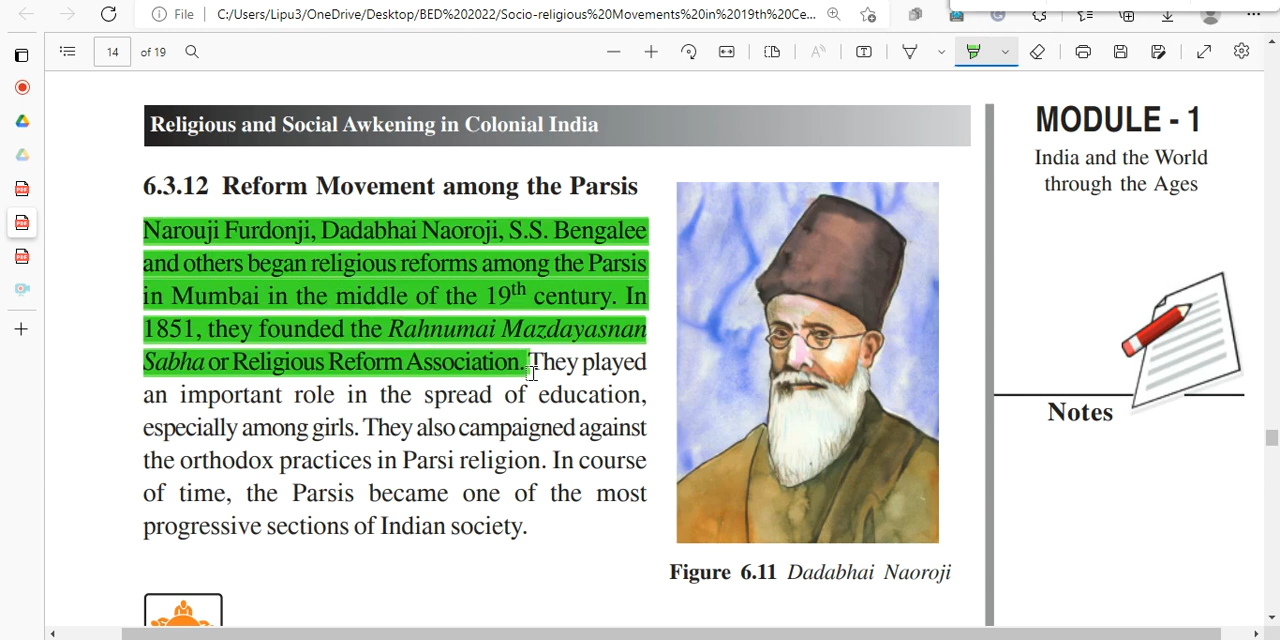 File
C:/Users/Lipu3/OneDrive/Desktop/BED%202022/Socio-religious%20Movements%20in%2019th%20Ce...
14 of 19
Religious and Social Awkening in Colonial India
MODULE - 1
India and the World
through the Ages
6.3.12 Reform Movement among the Parsis
Narouji Furdonji, Dadabhai Naoroji, S.S. Bengalee
and others began religious reforms among the Parsis
in Mumbai in the middle of the 19th century. In
1851, they founded the Rahnumai Mazdayasnan
Sabha or Religious Reform Association. They played
an important role in the spread of education,
especially among girls. They also campaigned against
the orthodox practices in Parsi religion. In course
of time, the Parsis became one of the most
progressive sections of Indian society.
Figure 6.11 Dadabhai Naoroji
Notes